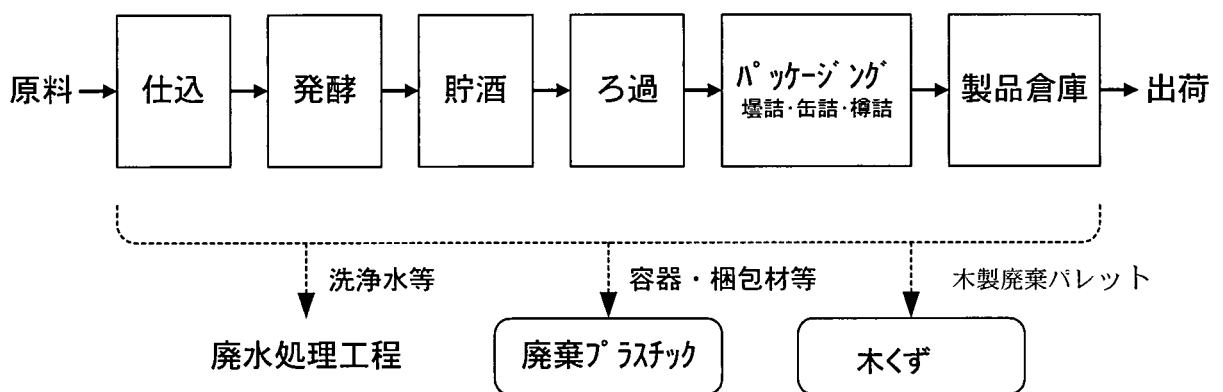 原料
仕込
発酵
貯酒
ろ過
パッケージング
壜詰・缶詰・樽詰
製品倉庫
出荷
洗浄水等
容器・梱包材等
木製廃棄パレット
廃水処理工程
廃棄プラスチック
木くず